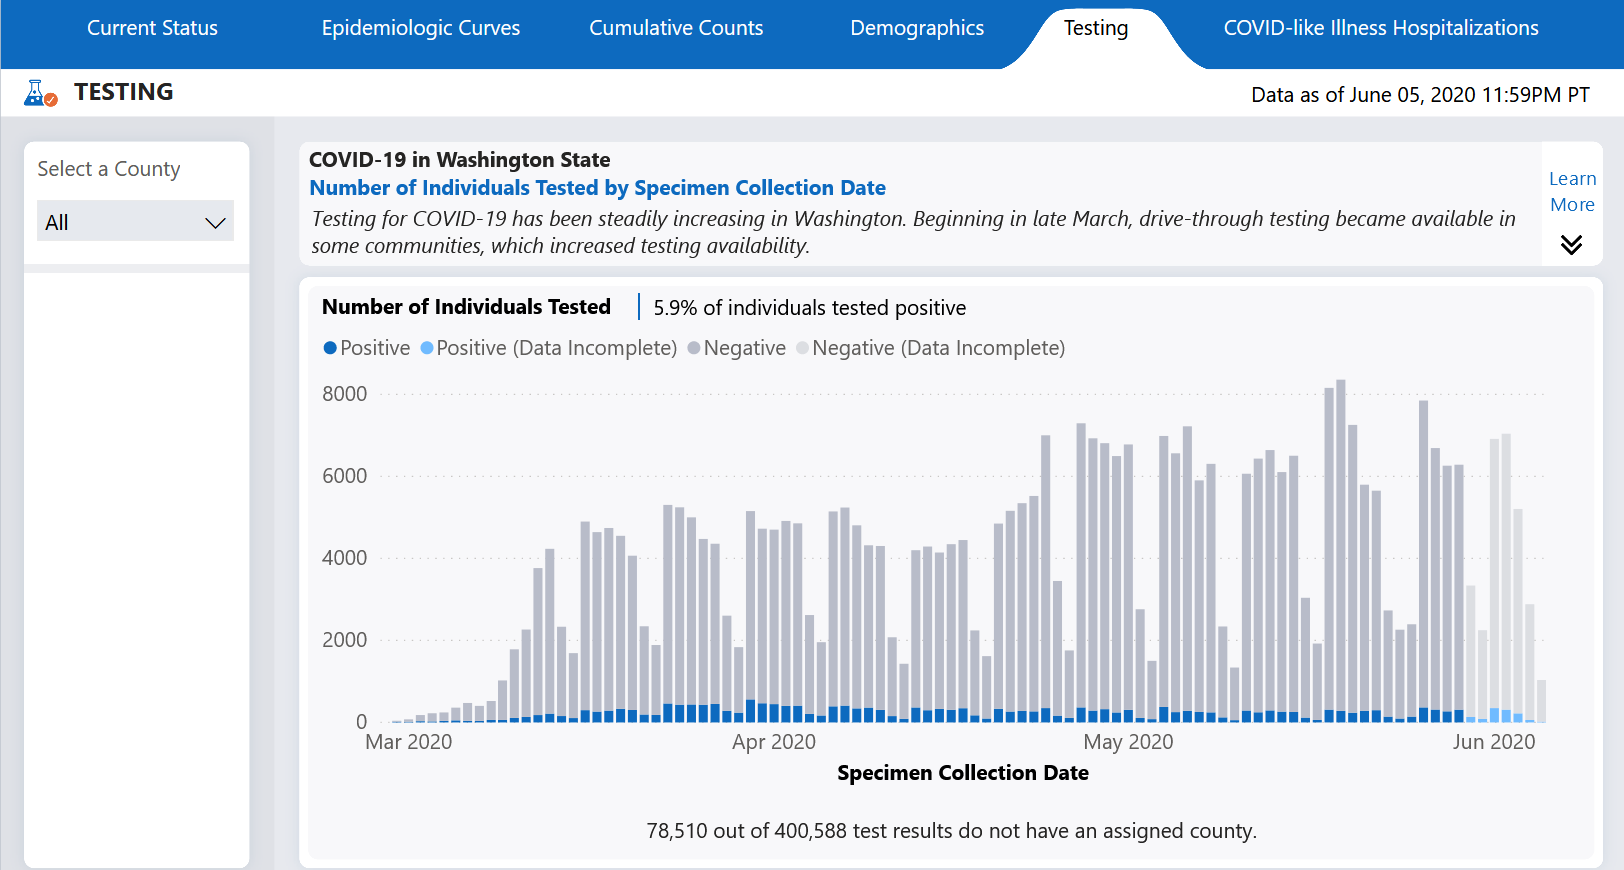 Current Status
Epidemiologic Curves
Cumulative Counts
Demographics
Testing
COVID-like Illness Hospitalizations
TESTING
Data as of June 05, 2020 11:59PM PT
Select a County
All
COVID-19 in Washington State
Number of Individuals Tested by Specimen Collection Date
Testing for COVID-19 has been steadily increasing in Washington. Beginning in late March, drive-through testing became available in
some communities, which increased testing availability.
Learn
More
Number of Individuals Tested
5.9% of individuals tested positive
Positive
Positive (Data Incomplete)
Negative
Negative (Data Incomplete)
8000
6000
4000
2000
0
Mar 2020
Apr 2020
May 2020
Jun 2020
Specimen Collection Date
78,510 out of 400,588 test results do not have an assigned county.